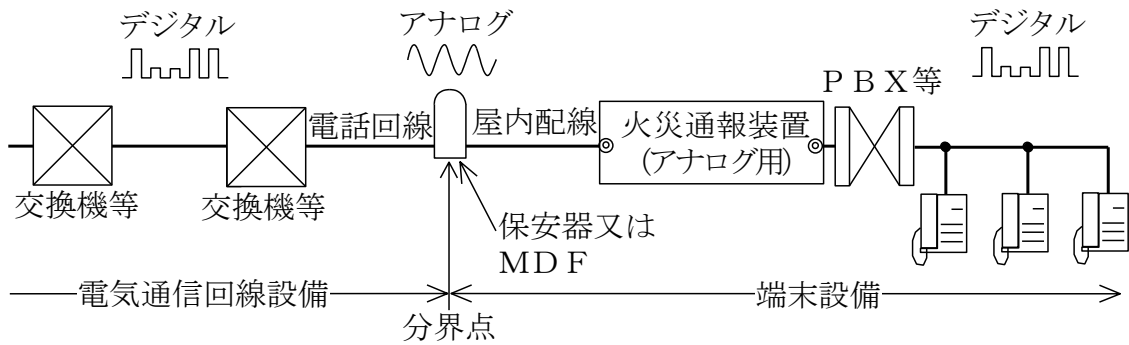 デジタル
アナログ
デジタル
ＰＢＸ等
電話回線
屋内配線
火災通報装置
(アナログ用)
交換機等
交換機等
保安器又は
ＭＤＦ
電気通信回線設備
端末設備
分界点